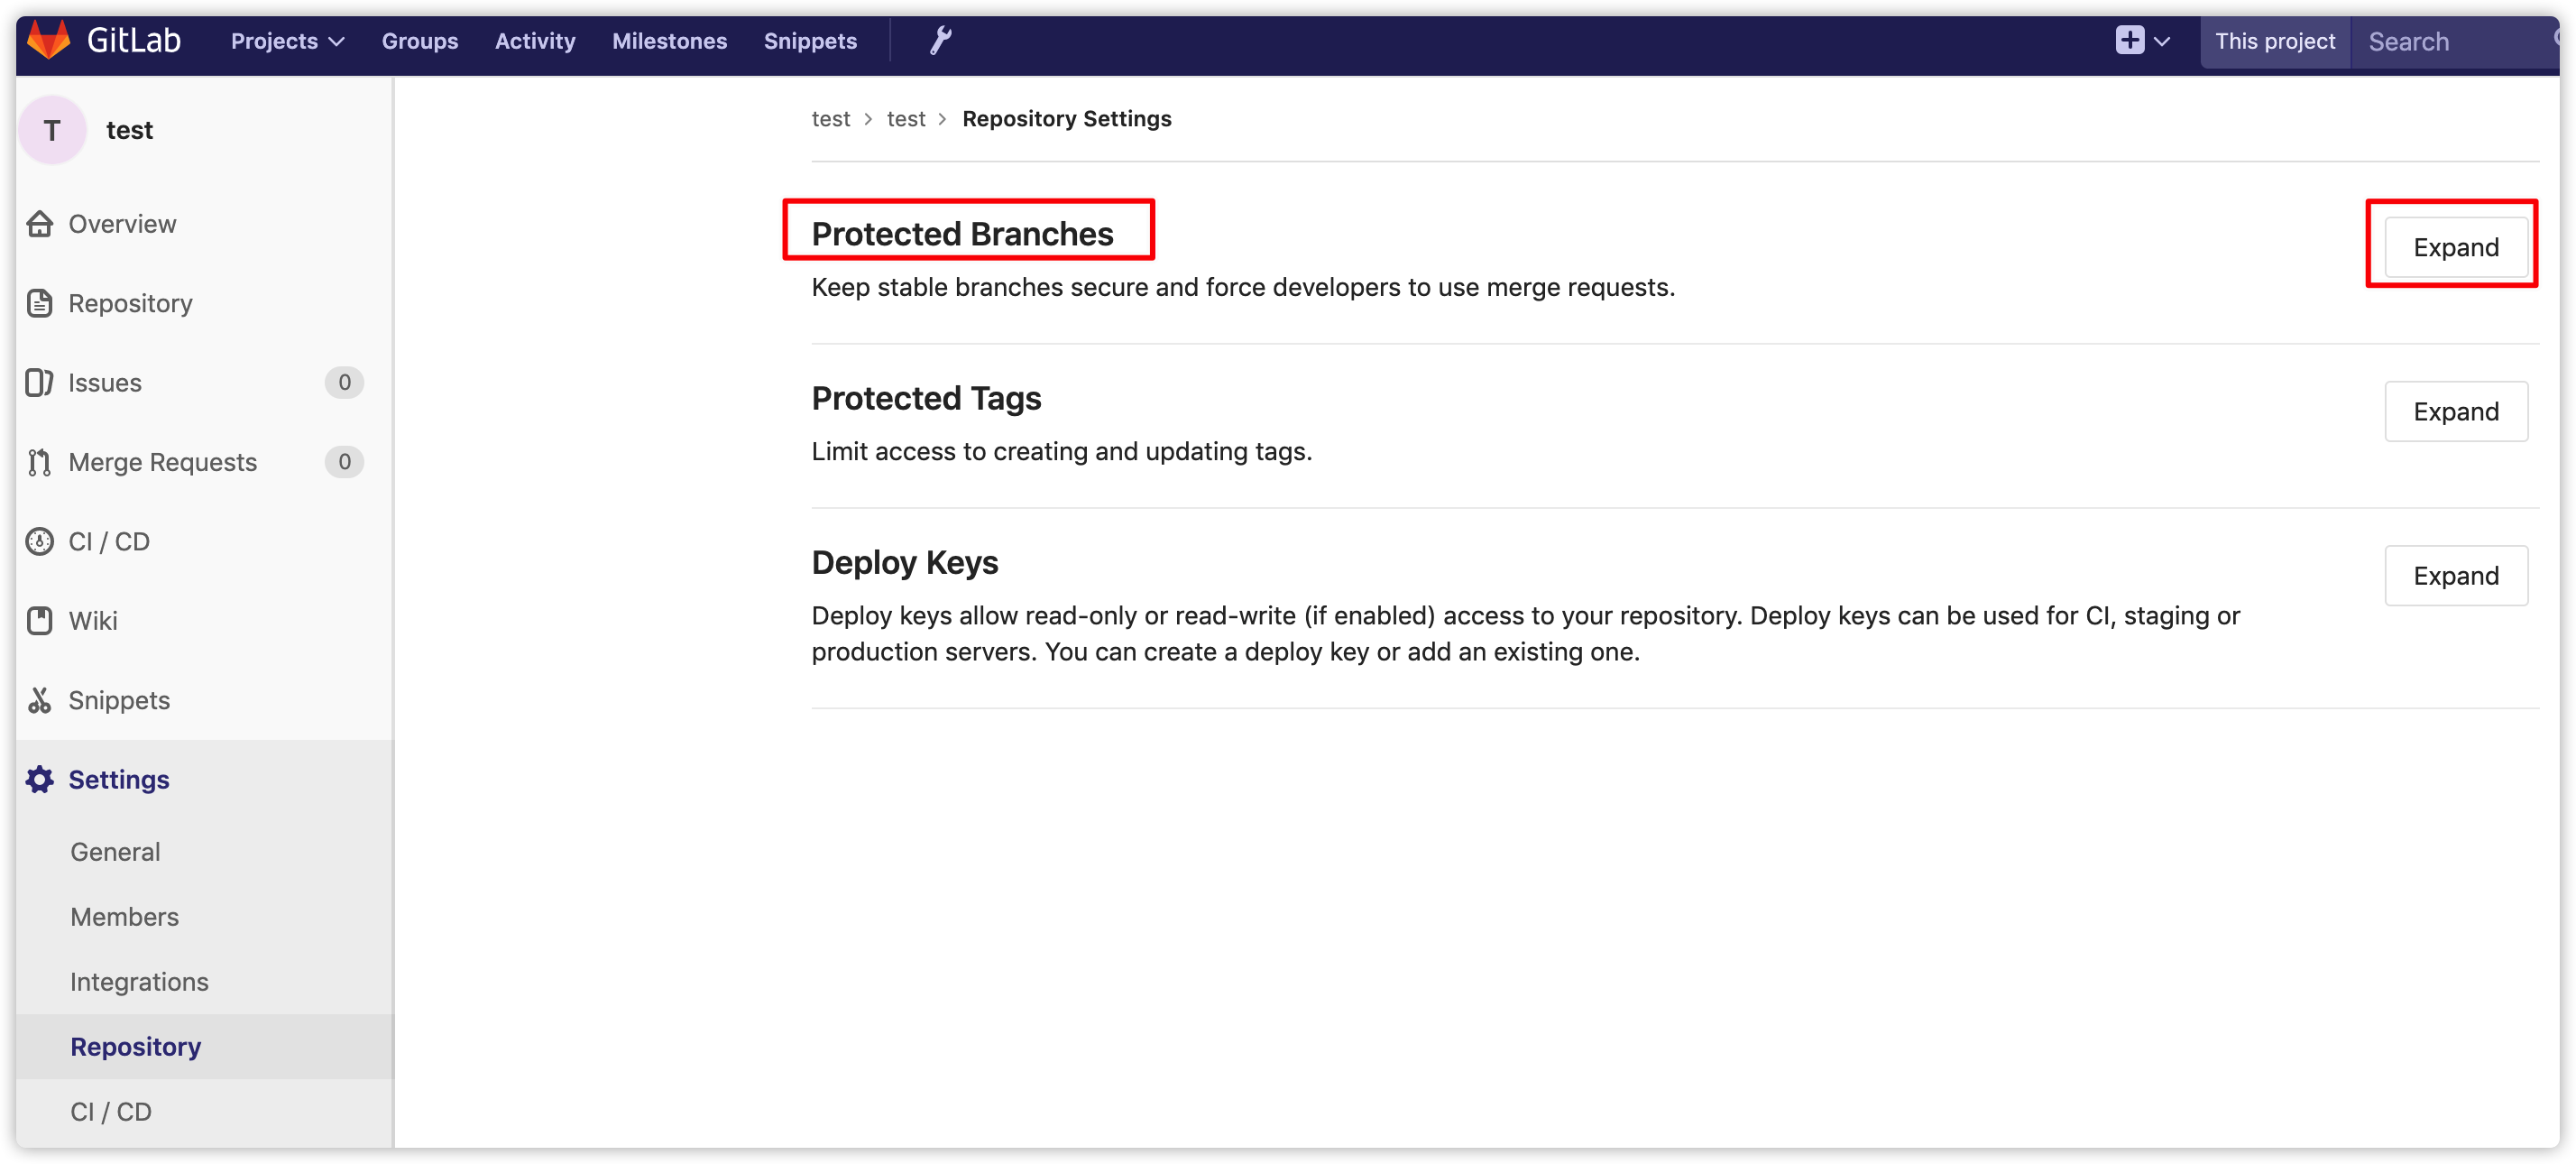 GitLab Projects Groups Activity Milestones Snippets This project Search
T test
Overview
Repository
Issues 0
Merge Requests 0
CI / CD
Wiki
Snippets
Settings
General
Members
Integrations
Repository
CI / CD
test > test > Repository Settings
Protected Branches
Expand
Keep stable branches secure and force developers to use merge requests.
Protected Tags
Expand
Limit access to creating and updating tags.
Deploy Keys
Expand
Deploy keys allow read-only or read-write (if enabled) access to your repository. Deploy keys can be used for CI, staging or
production servers. You can create a deploy key or add an existing one.